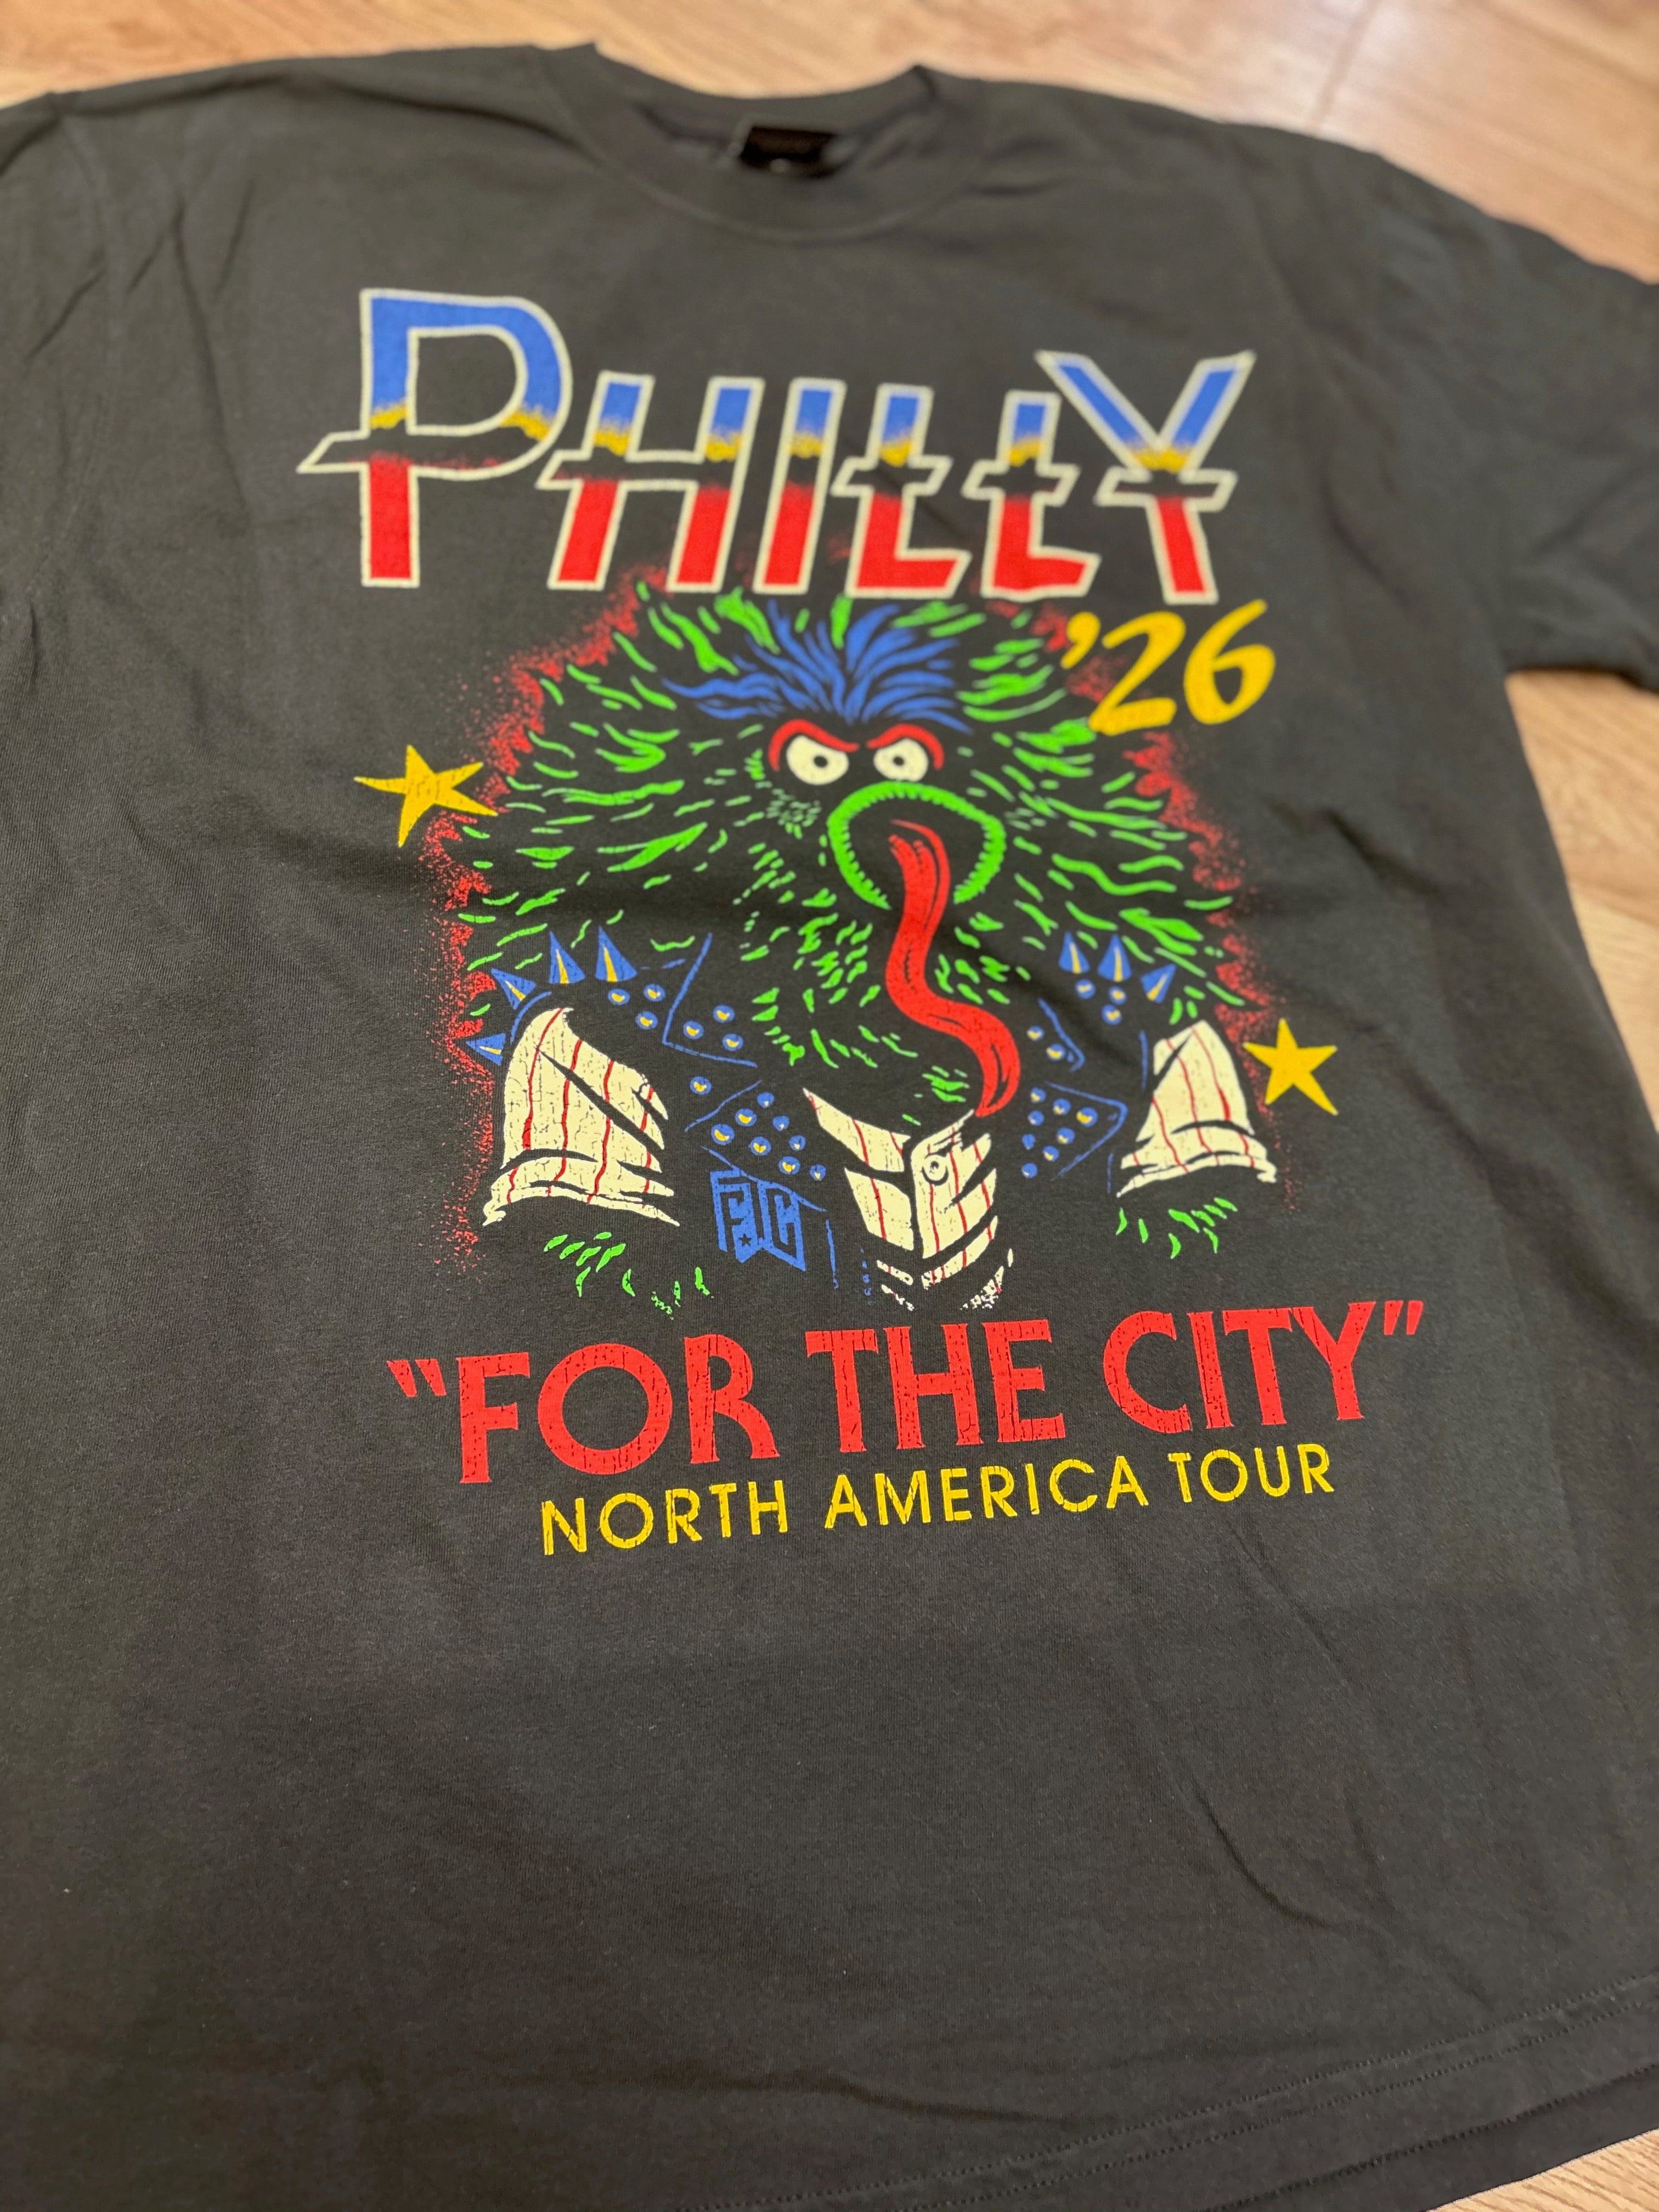 PHILLY
'26
F.C
"FOR THE CITY"
NORTH AMERICA TOUR